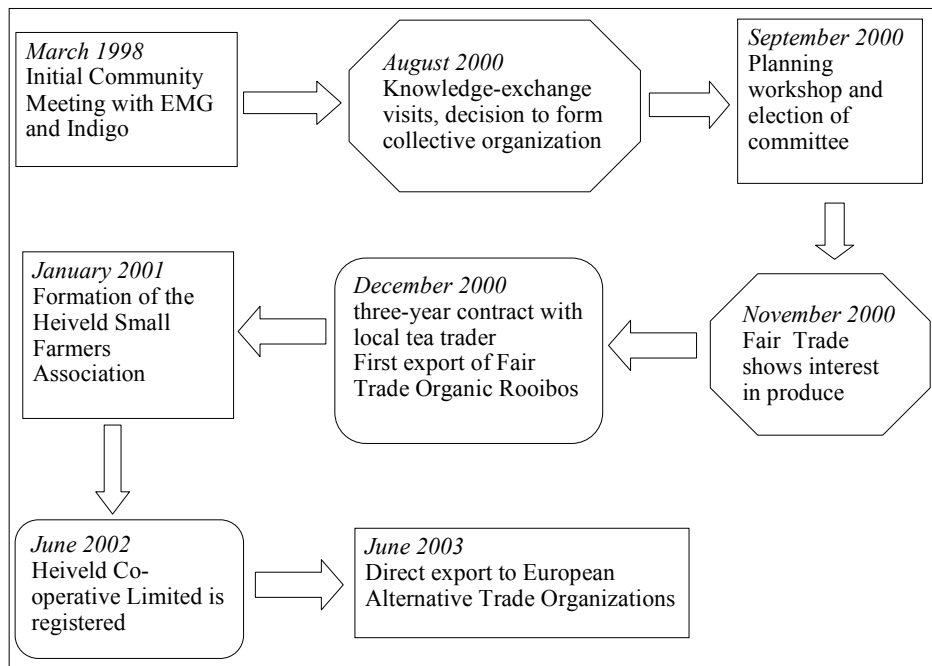 March 1998
Initial Community
Meeting with EMG
and Indigo
August 2000
Knowledge-exchange
visits, decision to form
collective organization
September 2000
Planning
workshop and
election of
committee
November 2000
Fair Trade
shows interest
in produce
December 2000
three-year contract with
local tea trader
First export of Fair
Trade Organic Rooibos
January 2001
Formation of the
Heiveld Small
Farmers
Association
June 2002
Heiveld Co-
operative Limited is
registered
June 2003
Direct export to European
Alternative Trade Organizations